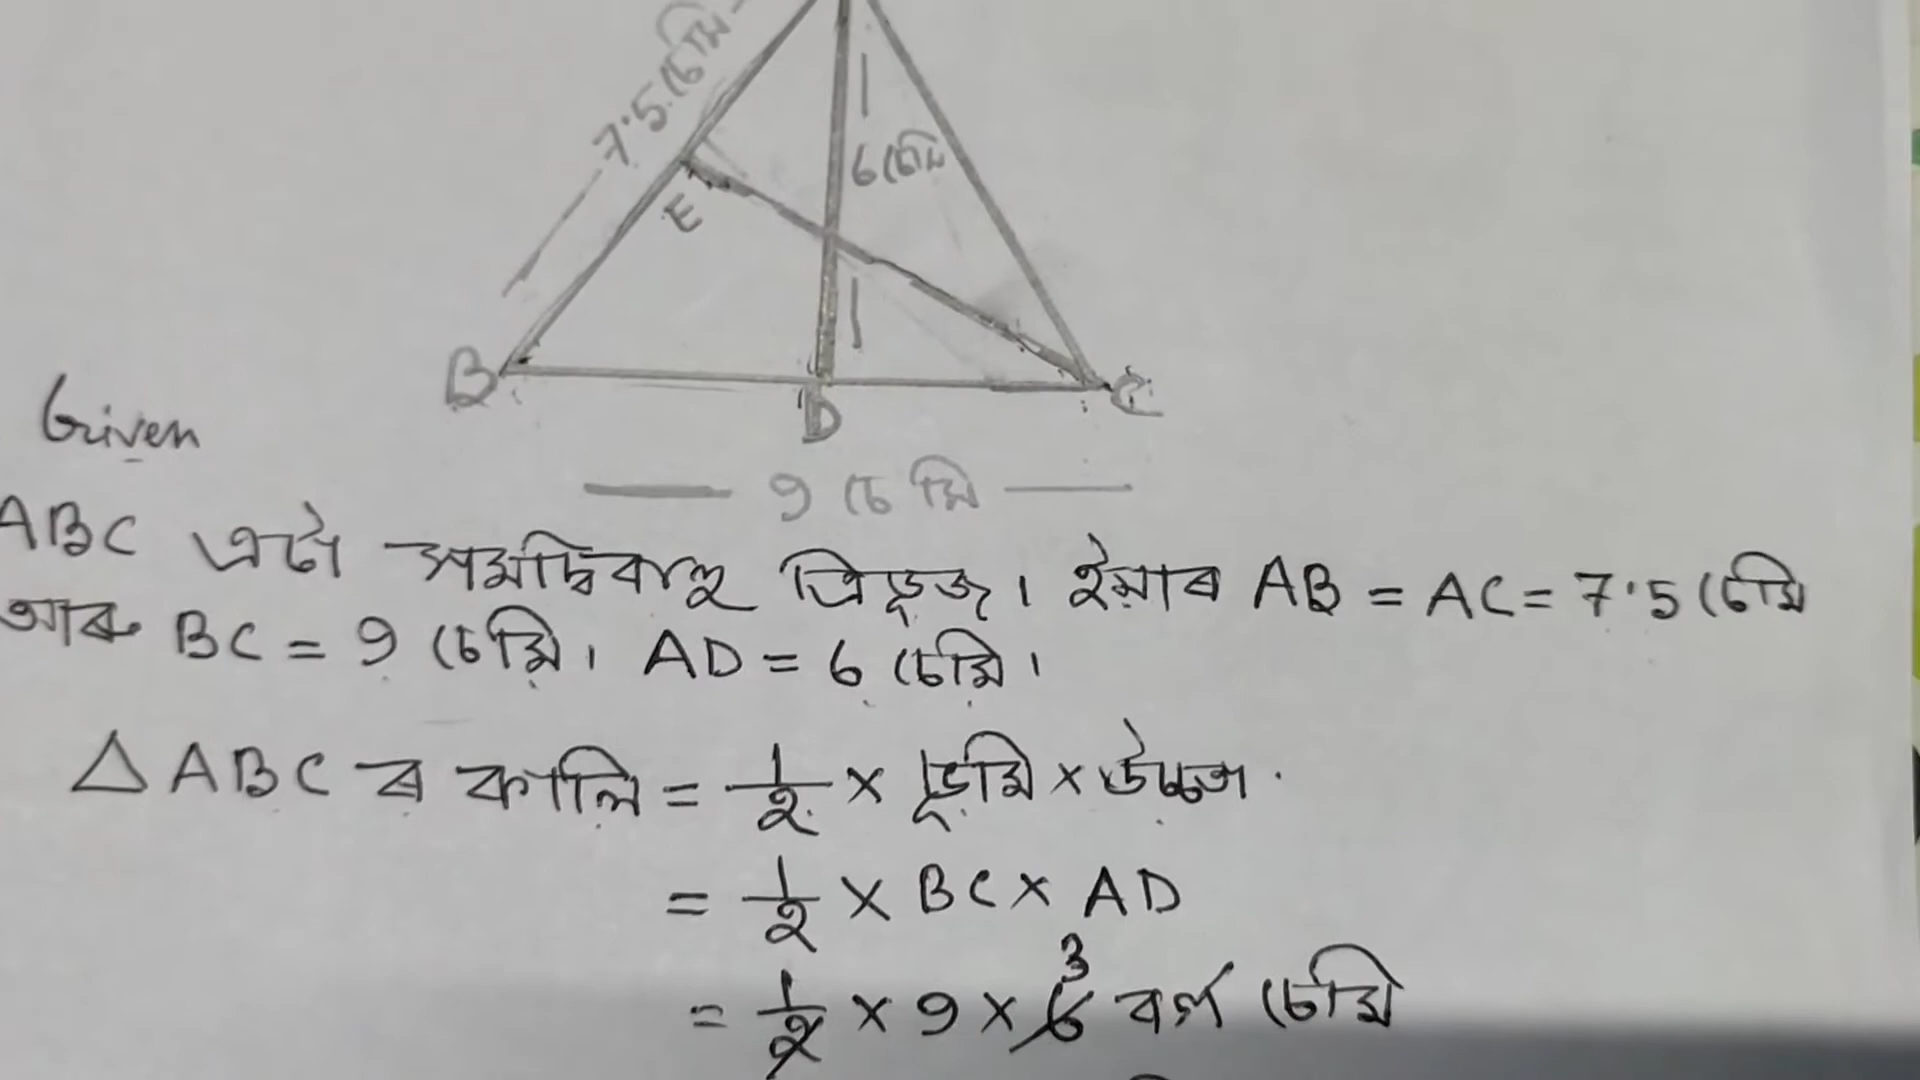 7.5 চেমি
6 চেমি
E
B
D
C
9 চেমি
Given
ABC এটা সমদ্বিবাহু ত্ৰিভূজ। ইয়াৰ AB = AC = 7.5 চেমি
আৰু BC = 9 চেমি। AD = 6 চেমি।
△ ABC ৰ কালি = 1/2 × ভূমি × উচ্চতা
= 1/2 × BC × AD
3
= 1/2 × 9 × 6 বৰ্গ চেমি